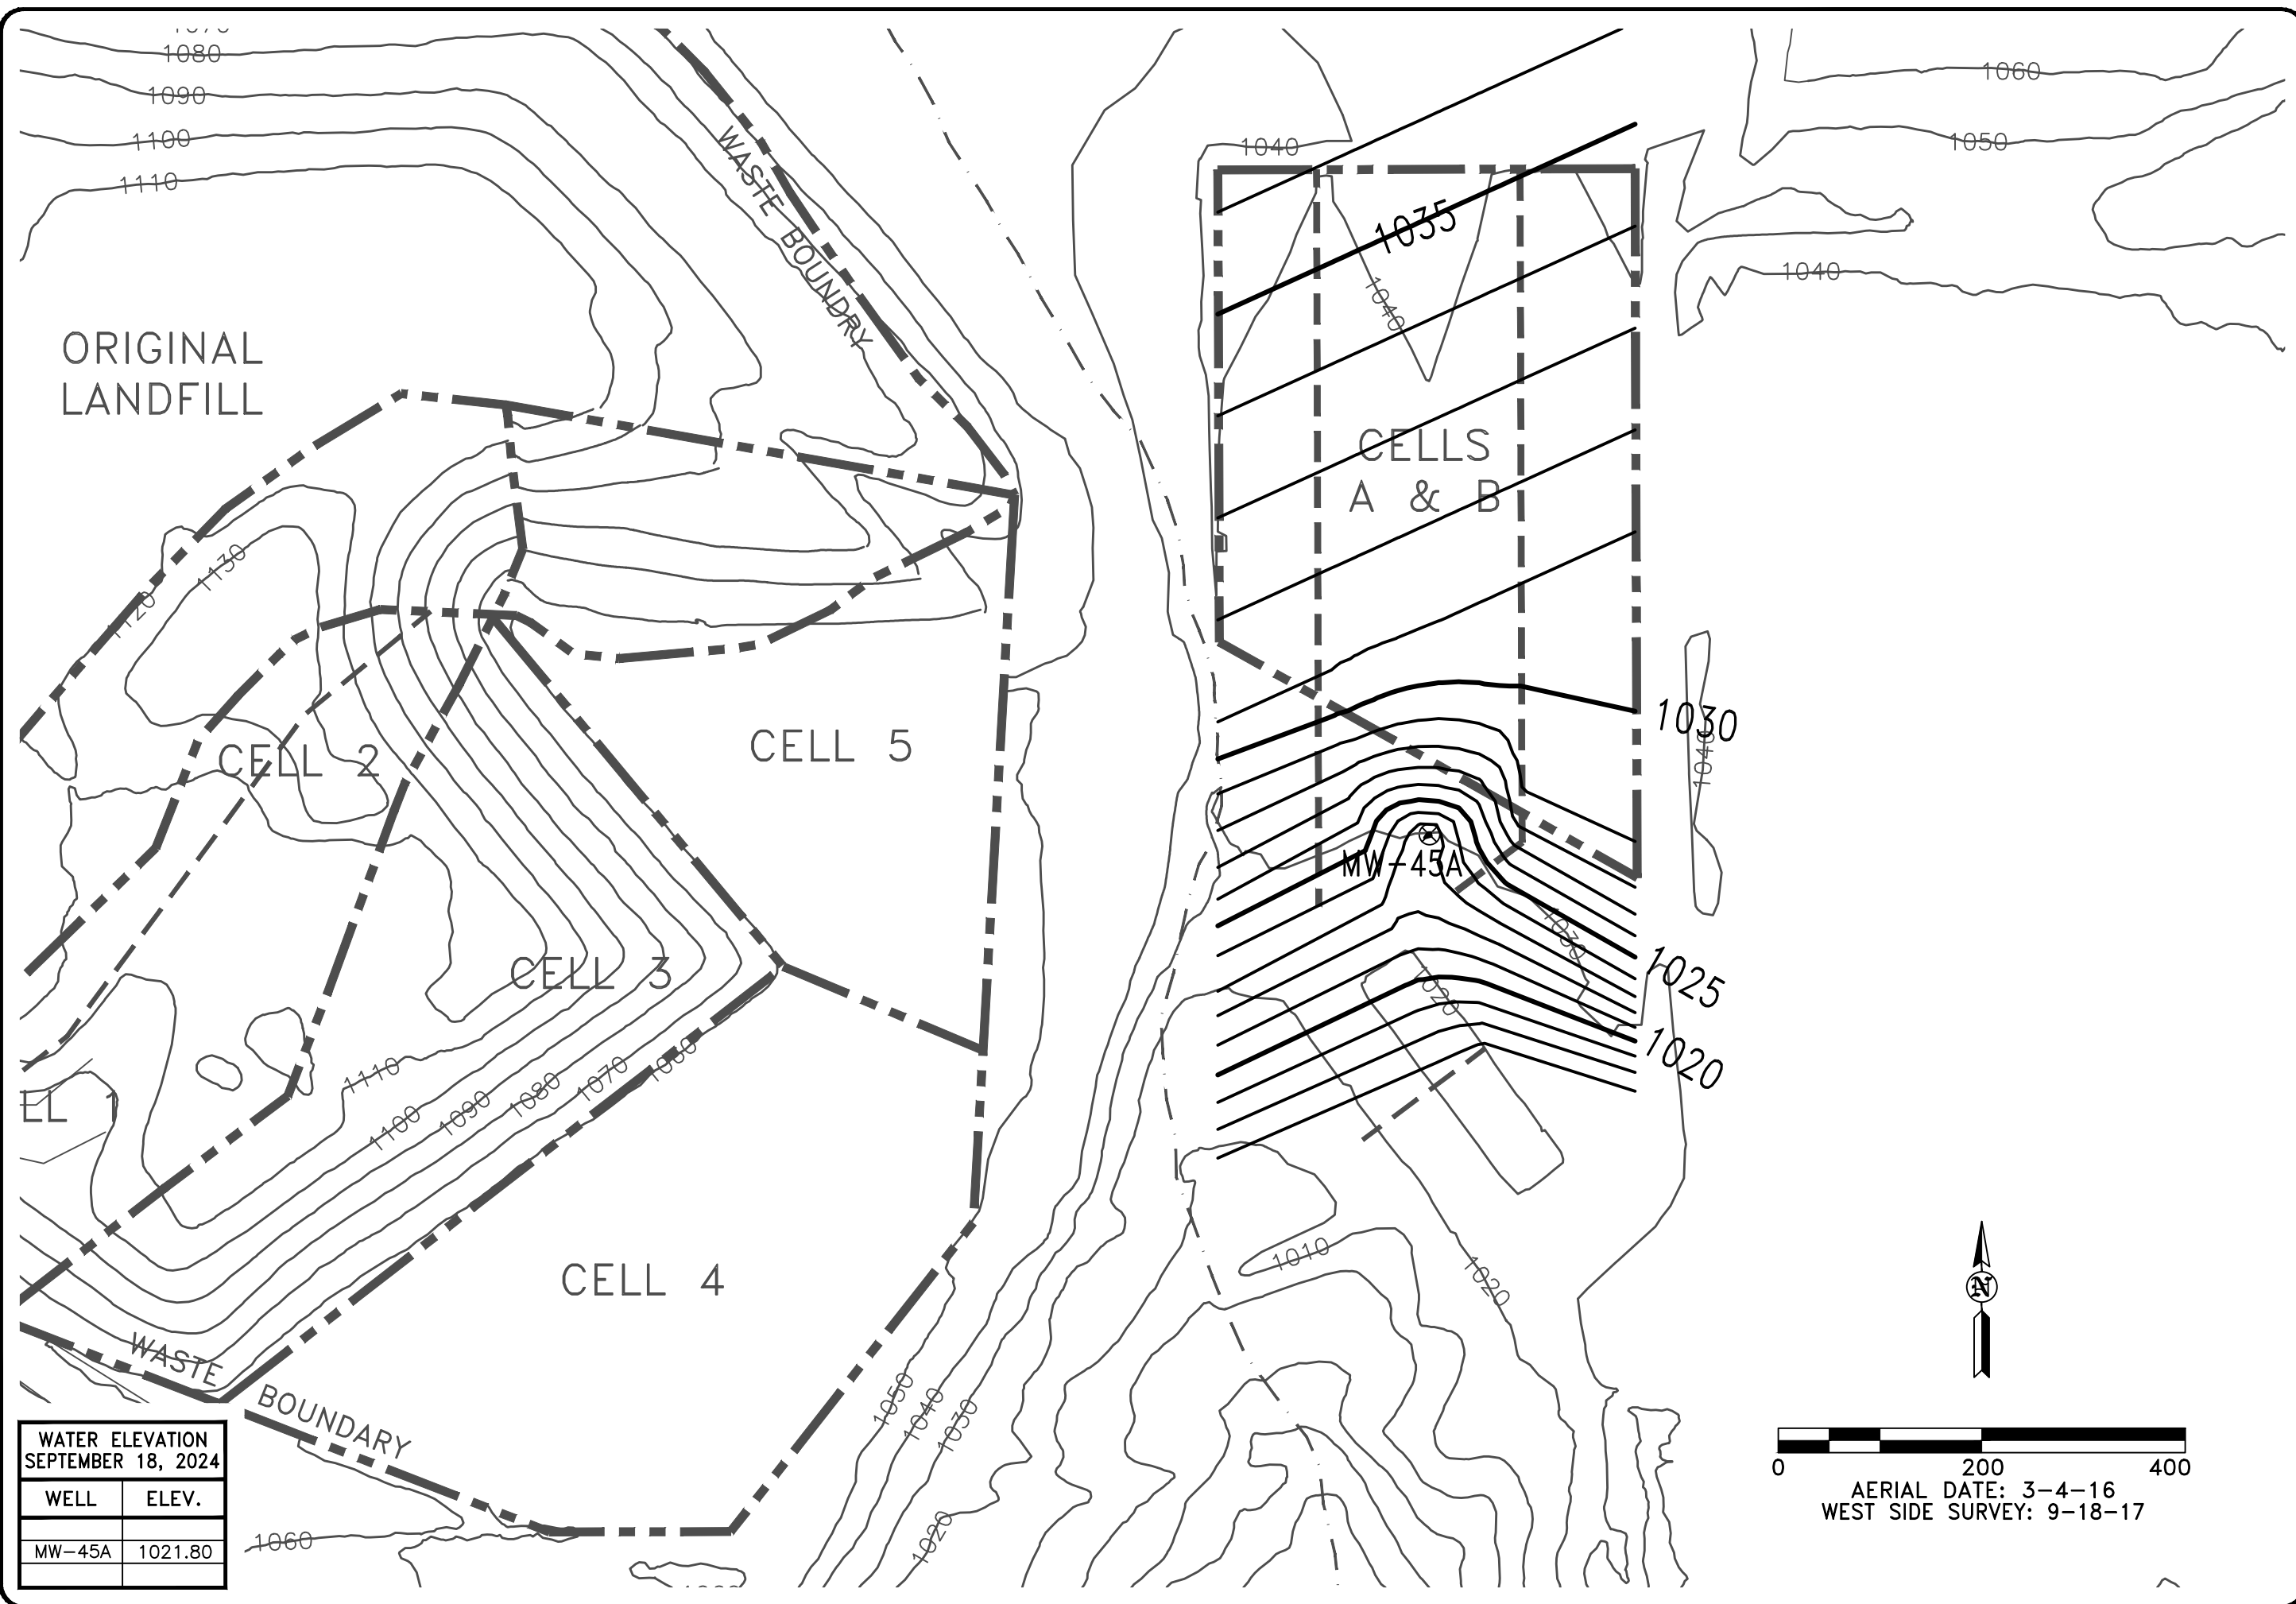 1080
1090
1100
1110
WASTE BOUNDRY
ORIGINAL
LANDFILL
1040
1035
1040
1060
1050
1040
CELLS
A & B
1130
1120
CELL 2
CELL 5
1030
1040
MW-45A
CELL 3
1030
1025
1020
1020
1110
1100
1090
1080
1070
LL 1
CELL 4
1010
1020
WASTE
BOUNDARY
1050
1040
1030
1020
1060
WATER ELEVATION
SEPTEMBER 18, 2024
WELL ELEV.
MW-45A 1021.80
N
0 200 400
AERIAL DATE: 3-4-16
WEST SIDE SURVEY: 9-18-17